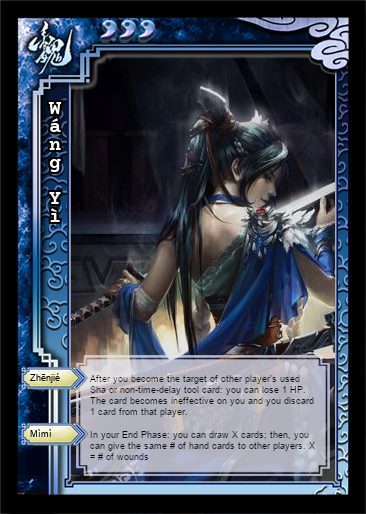 魏
Wáng Yì
Zhēnjié
After you become the target of other player's used
Sha or non-time-delay tool card: you can lose 1 HP.
The card becomes ineffective on you and you discard
1 card from that player.
Mìmì
In your End Phase: you can draw X cards; then, you
can give the same # of hand cards to other players. X
= # of wounds